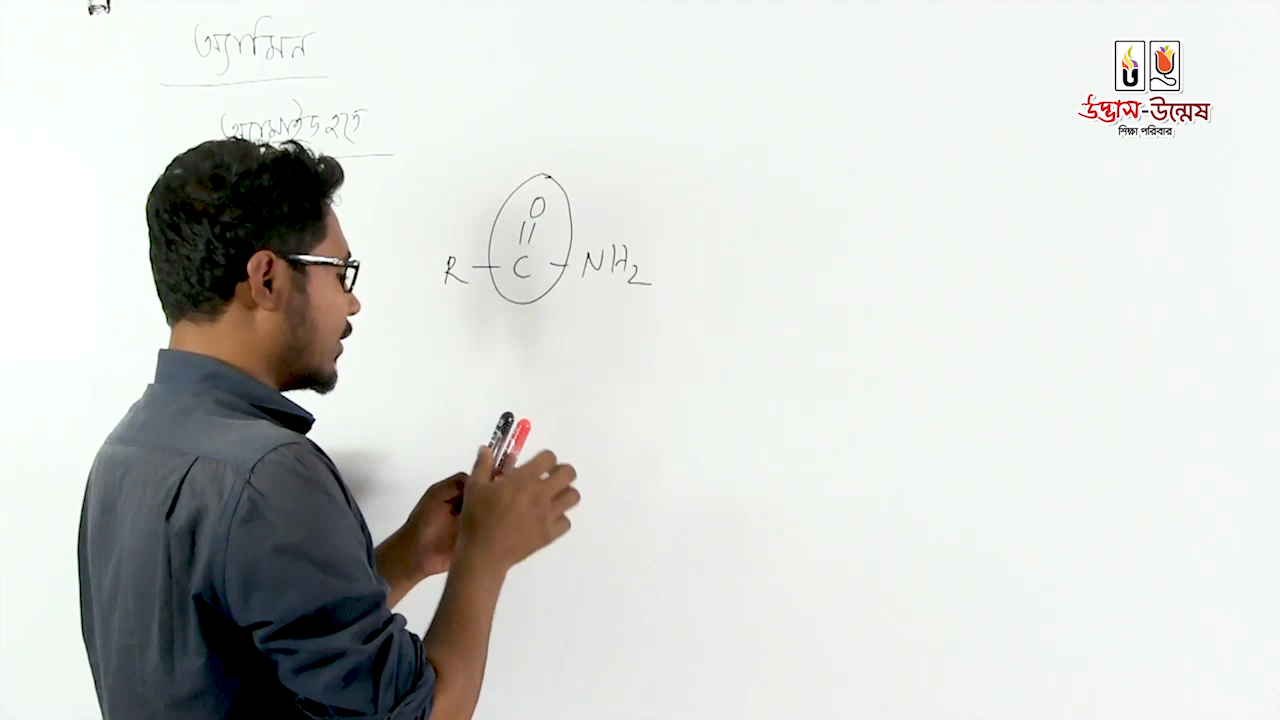 অ্যামিন
অ্যামাইড হতে
O
||
R - C - NH2
উদ্ভাস-উন্মেষ
শিক্ষা পরিবার